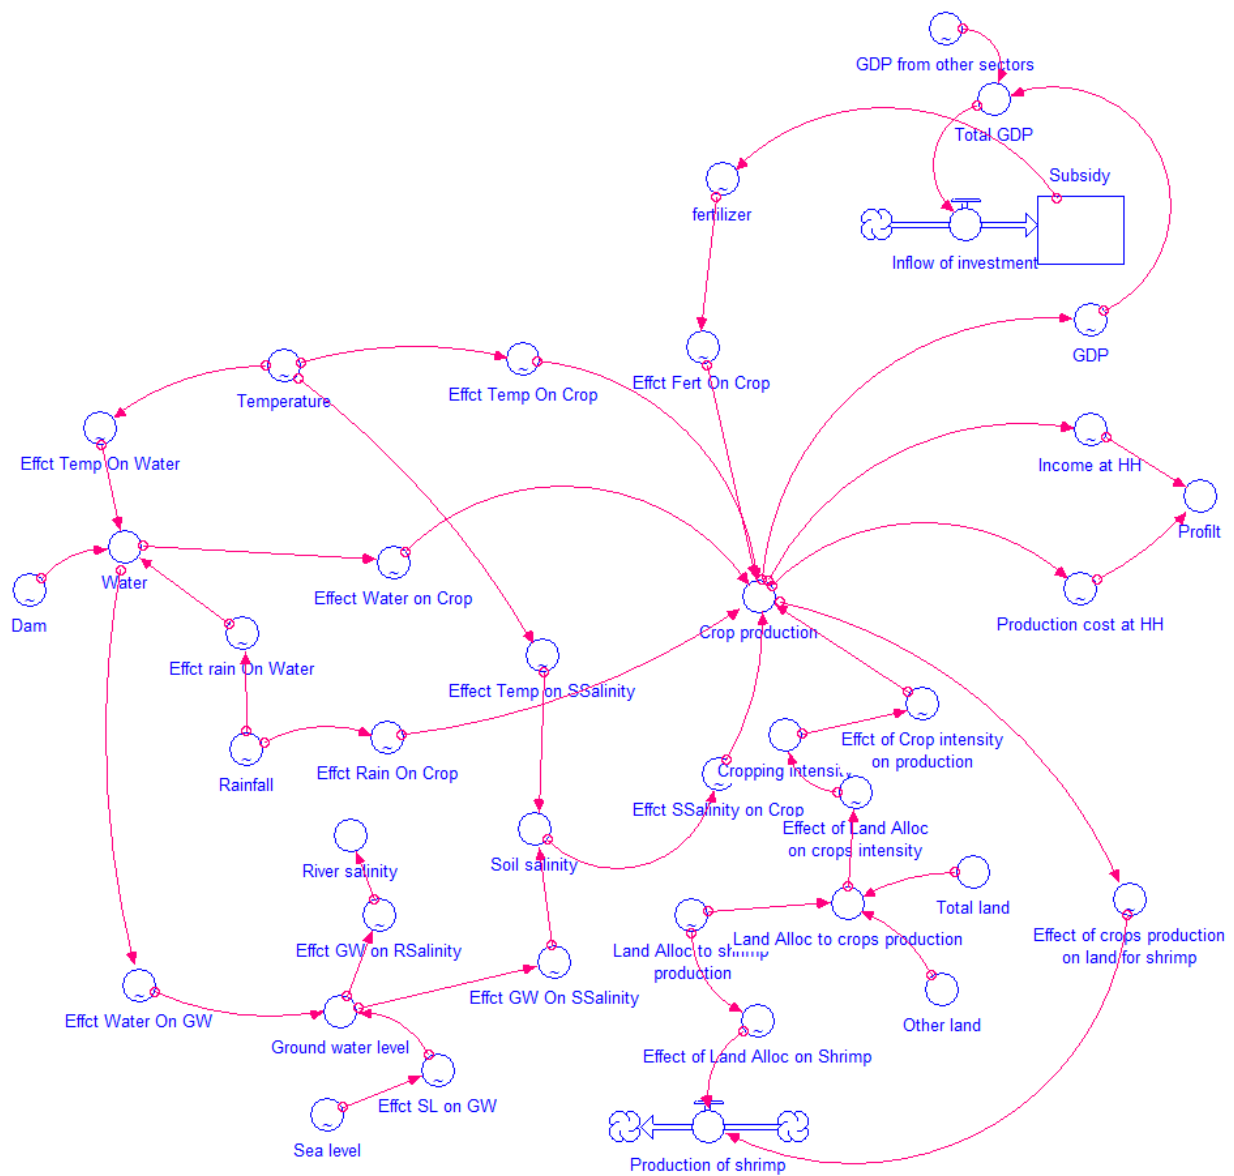 GDP from other sectors
Total GDP
Subsidy
fertilizer
Inflow of investment
GDP
Effct Fert On Crop
Effct Temp On Crop
Temperature
Effct Temp On Water
Income at HH
Profilt
Water
Effect Water on Crop
Dam
Production cost at HH
Crop production
Effct rain On Water
Effect Temp on SSalinity
Effct of Crop intensity
on production
Rainfall
Effct Rain On Crop
Cropping intensity
Effct SSalinity on Crop
Effect of Land Alloc
on crops intensity
River salinity
Soil salinity
Total land
Effect of crops production
on land for shrimp
Land Alloc to crops production
Land Alloc to shrimp
production
Effct GW on RSalinity
Effct GW On SSalinity
Effct Water On GW
Other land
Ground water level
Effect of Land Alloc on Shrimp
Effct SL on GW
Sea level
Production of shrimp